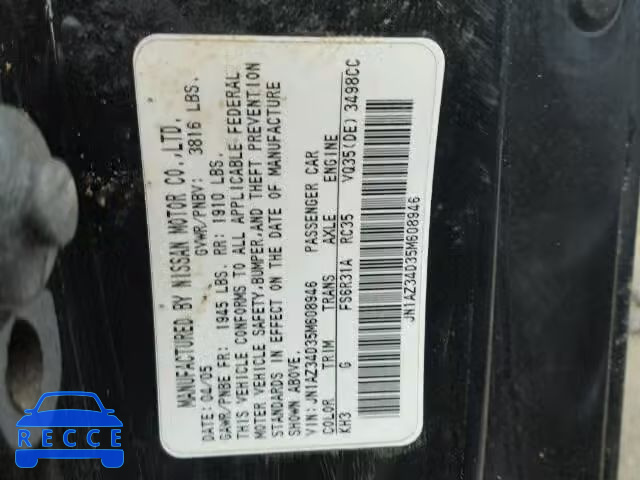 MANUFACTURED BY NISSAN MOTOR CO.,LTD.
DATE: 04/05 GVWR/PNBV: 3816 LBS.
GAWR/PNBE FR: 1945 LBS. RR: 1910 LBS.
THIS VEHICLE CONFORMS TO ALL APPLICABLE FEDERAL
MOTER VEHICLE SAFETY,BUMPER,AND THEFT PREVENTION
STANDARDS IN EFFECT ON THE DATE OF MANUFACTURE
SHOWN ABOVE.
VIN: JN1AZ34D35M608946 PASSENGER CAR
COLOR TRIM TRANS AXLE ENGINE
KH3 G FS6R31A RC35 VQ35(DE) 3498CC
JN1AZ34D35M608946
RECCE